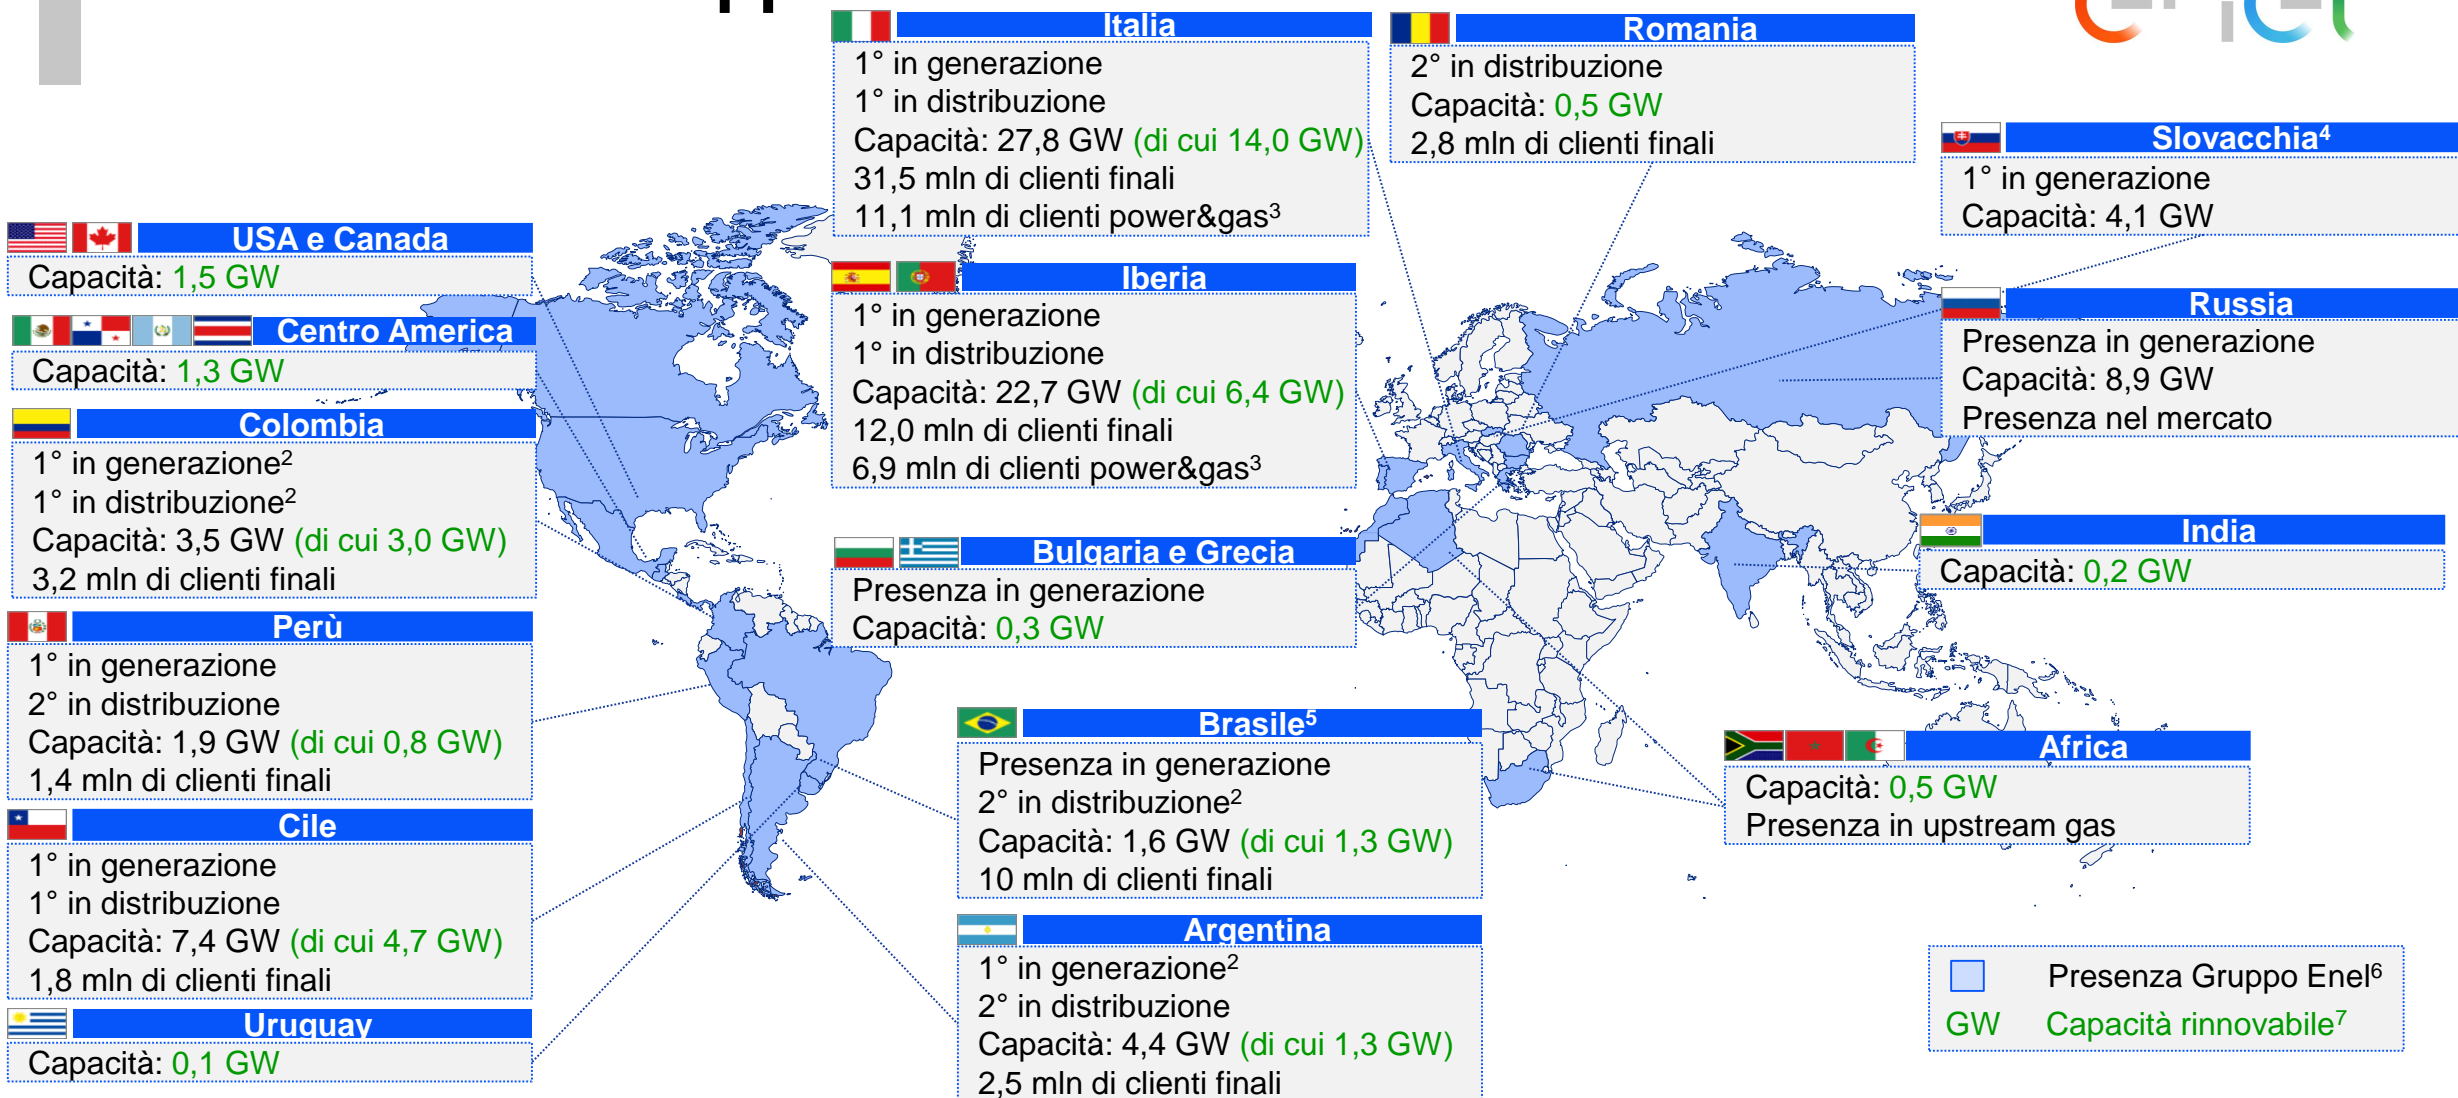 enel
Italia
1° in generazione
1° in distribuzione
Capacità: 27,8 GW (di cui 14,0 GW)
31,5 mln di clienti finali
11,1 mln di clienti power&gas³
Romania
2° in distribuzione
Capacità: 0,5 GW
2,8 mln di clienti finali
Slovacchia⁴
1° in generazione
Capacità: 4,1 GW
USA e Canada
Capacità: 1,5 GW
Centro America
Capacità: 1,3 GW
Iberia
1° in generazione
1° in distribuzione
Capacità: 22,7 GW (di cui 6,4 GW)
12,0 mln di clienti finali
6,9 mln di clienti power&gas³
Russia
Presenza in generazione
Capacità: 8,9 GW
Presenza nel mercato
Colombia
1° in generazione²
1° in distribuzione²
Capacità: 3,5 GW (di cui 3,0 GW)
3,2 mln di clienti finali
Bulgaria e Grecia
Presenza in generazione
Capacità: 0,3 GW
India
Capacità: 0,2 GW
Perù
1° in generazione
2° in distribuzione
Capacità: 1,9 GW (di cui 0,8 GW)
1,4 mln di clienti finali
Brasile⁵
Presenza in generazione
2° in distribuzione²
Capacità: 1,6 GW (di cui 1,3 GW)
10 mln di clienti finali
Africa
Capacità: 0,5 GW
Presenza in upstream gas
Cile
1° in generazione
1° in distribuzione
Capacità: 7,4 GW (di cui 4,7 GW)
1,8 mln di clienti finali
Argentina
1° in generazione²
2° in distribuzione
Capacità: 4,4 GW (di cui 1,3 GW)
2,5 mln di clienti finali
Uruguay
Capacità: 0,1 GW
Presenza Gruppo Enel⁶
GW Capacità rinnovabile⁷